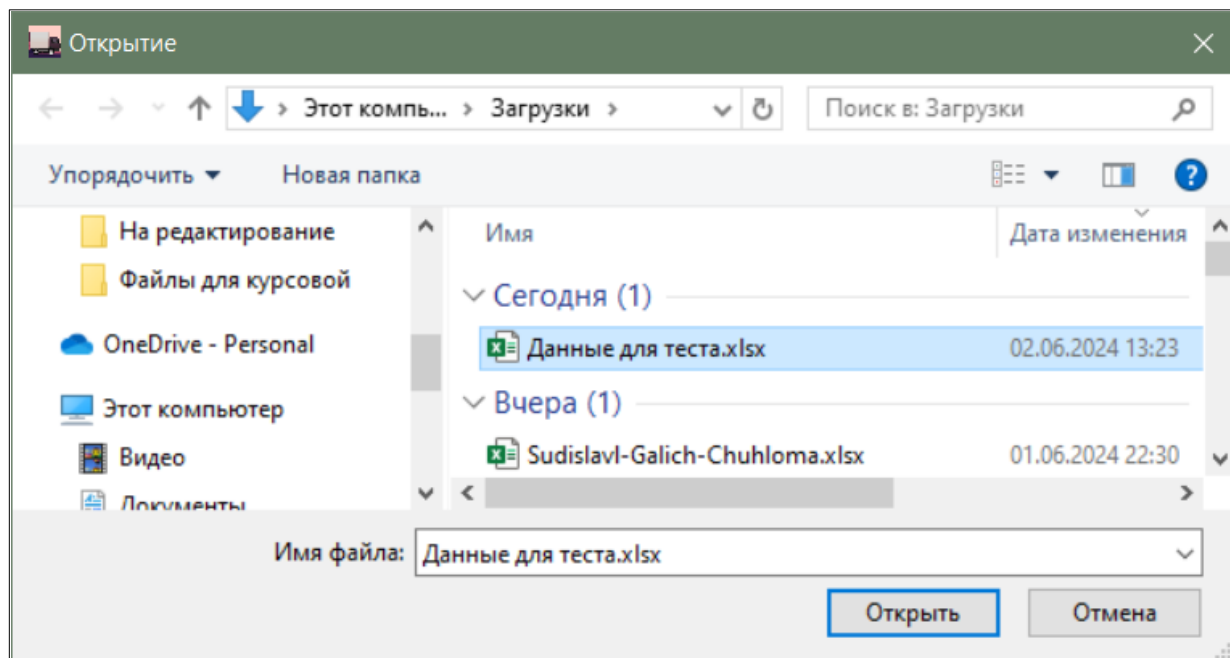 Открытие
Этот компь... > Загрузки >
Поиск в: Загрузки
Упорядочить
Новая папка
На редактирование
Файлы для курсовой
OneDrive - Personal
Этот компьютер
Видео
Документы
Имя
Дата изменения
Сегодня (1)
Данные для теста.xlsx 02.06.2024 13:23
Вчера (1)
Sudislavl-Galich-Chuhloma.xlsx 01.06.2024 22:30
Имя файла: Данные для теста.xlsx
Открыть
Отмена